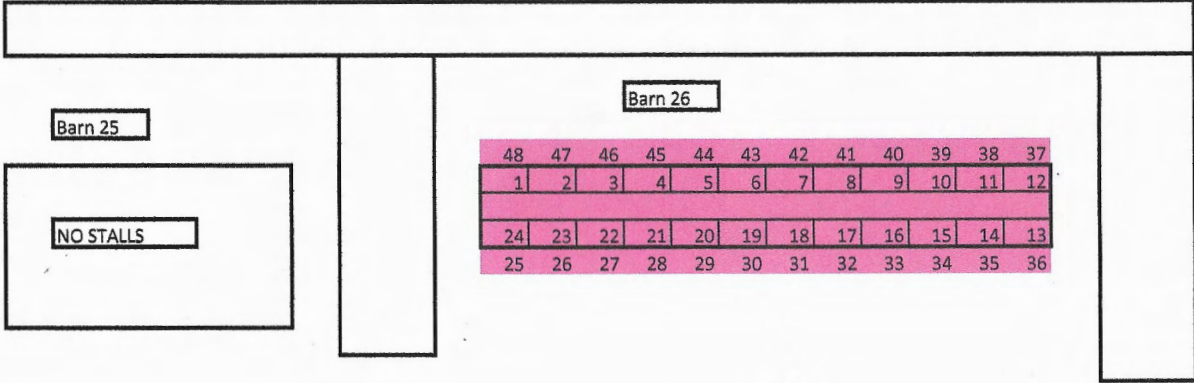 Barn 26
Barn 25
48 47 46 45 44 43 42 41 40 39 38 37
1 2 3 4 5 6 7 8 9 10 11 12
NO STALLS
24 23 22 21 20 19 18 17 16 15 14 13
25 26 27 28 29 30 31 32 33 34 35 36